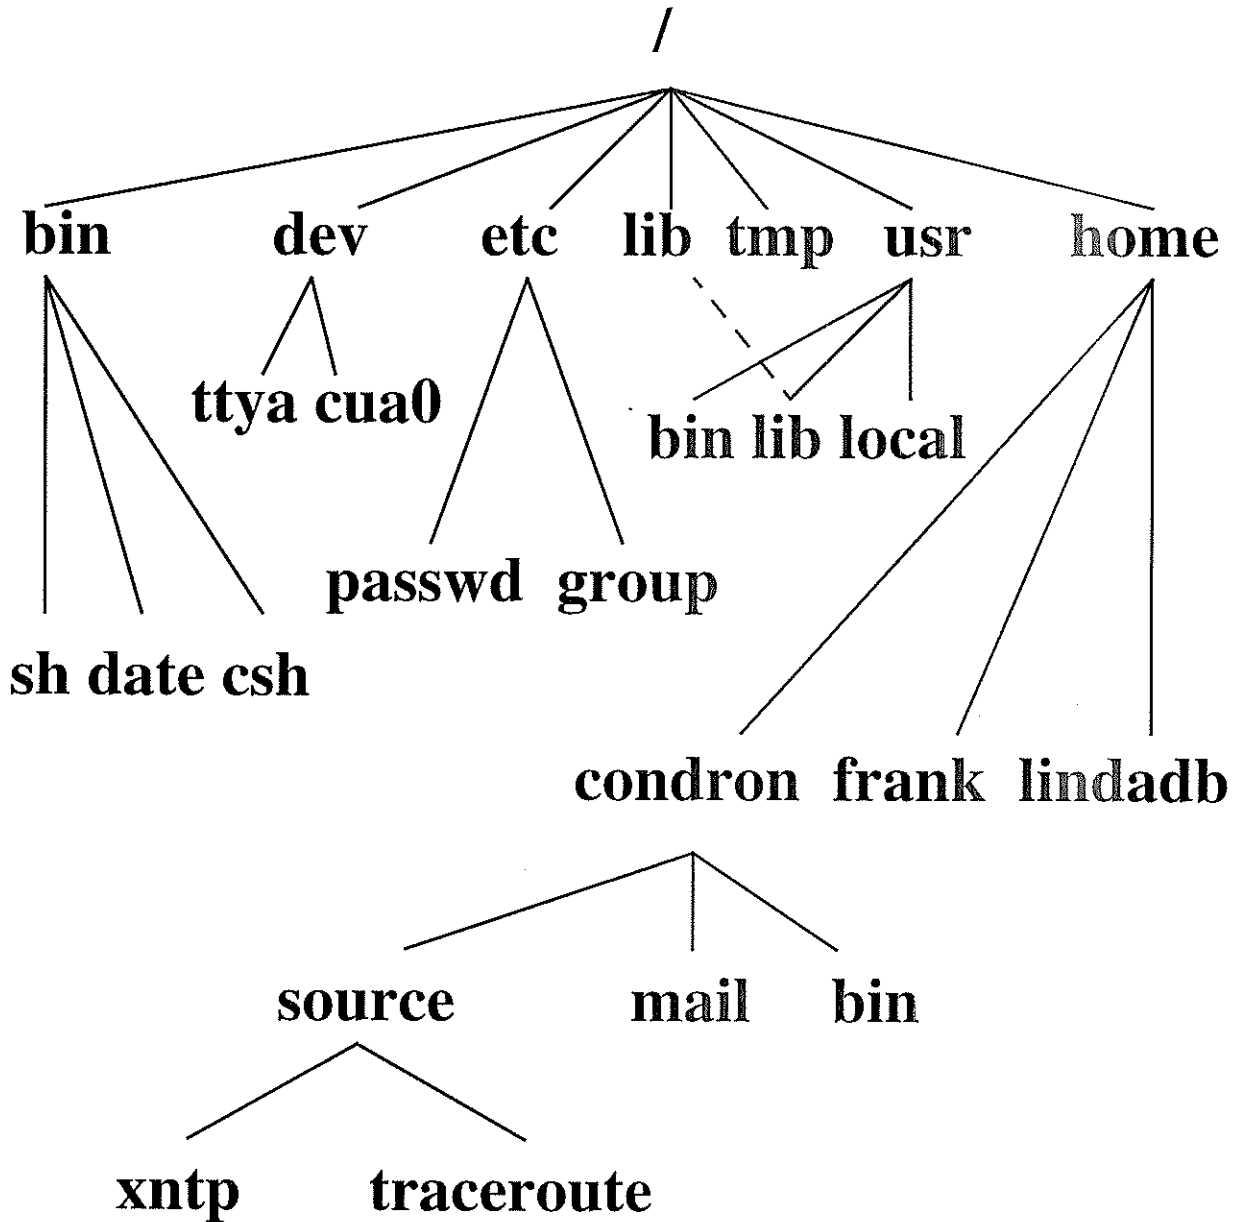 /
bin dev etc lib tmp usr home
ttya cua0
bin lib local
passwd group
sh date csh
condron frank lindadb
source mail bin
xntp traceroute